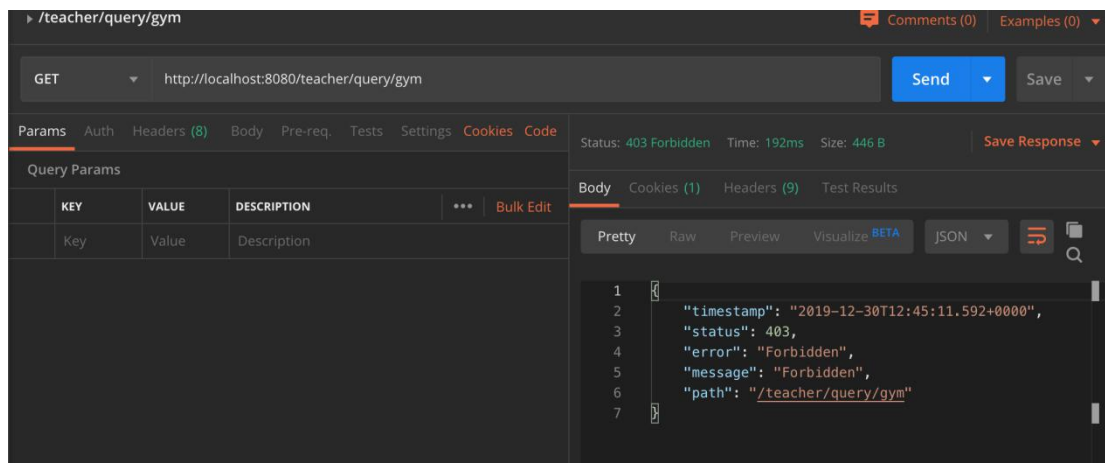 /teacher/query/gym
Comments (0)
Examples (0)
GET
http://localhost:8080/teacher/query/gym
Send
Save
Params Auth Headers (8) Body Pre-req. Tests Settings Cookies Code
Query Params
KEY VALUE DESCRIPTION ••• Bulk Edit
Key Value Description
Status: 403 Forbidden Time: 192ms Size: 446 B Save Response
Body Cookies (1) Headers (9) Test Results
Pretty Raw Preview Visualize BETA JSON
1 {
2 "timestamp": "2019-12-30T12:45:11.592+0000",
3 "status": 403,
4 "error": "Forbidden",
5 "message": "Forbidden",
6 "path": "/teacher/query/gym"
7 }